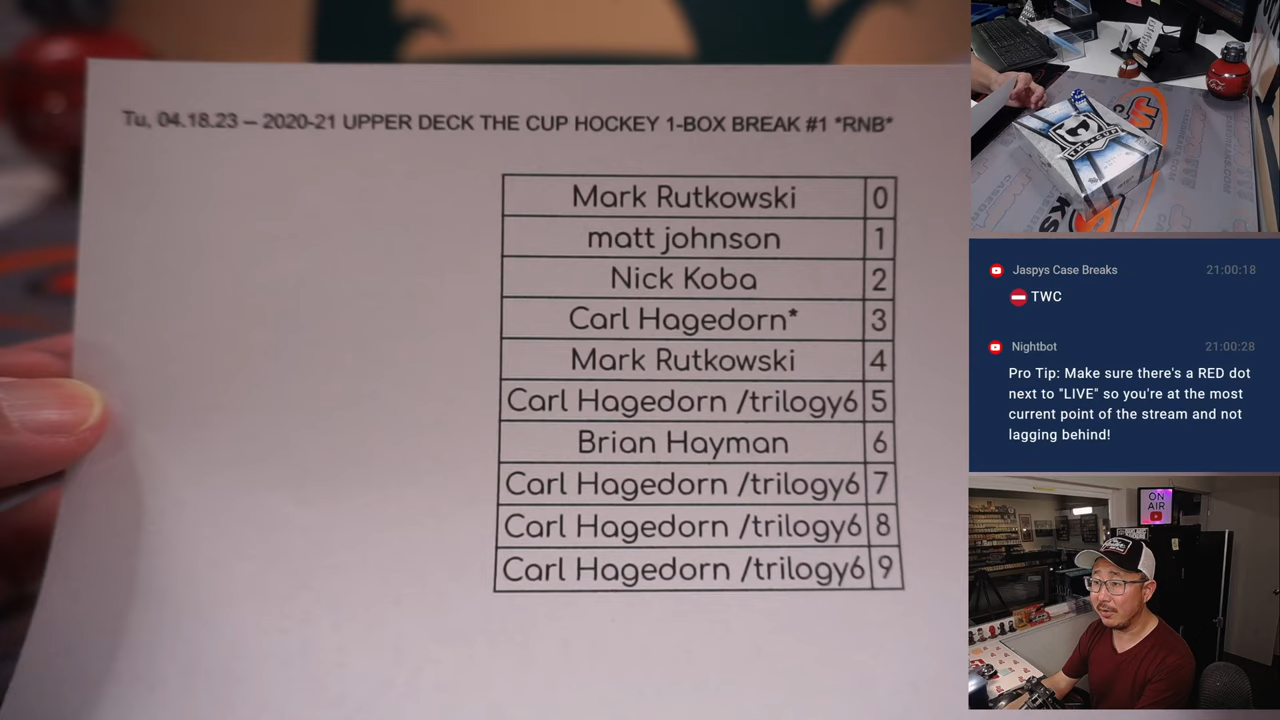 Tu, 04.18.23 – 2020-21 UPPER DECK THE CUP HOCKEY 1-BOX BREAK #1 *RNB*
Mark Rutkowski 0
matt johnson 1
Nick Koba 2
Carl Hagedorn* 3
Mark Rutkowski 4
Carl Hagedorn /trilogy6 5
Brian Hayman 6
Carl Hagedorn /trilogy6 7
Carl Hagedorn /trilogy6 8
Carl Hagedorn /trilogy6 9
THE CUP
Jaspys Case Breaks 21:00:18
TWC
Nightbot 21:00:28
Pro Tip: Make sure there's a RED dot
next to "LIVE" so you're at the most
current point of the stream and not
lagging behind!
ON
AIR